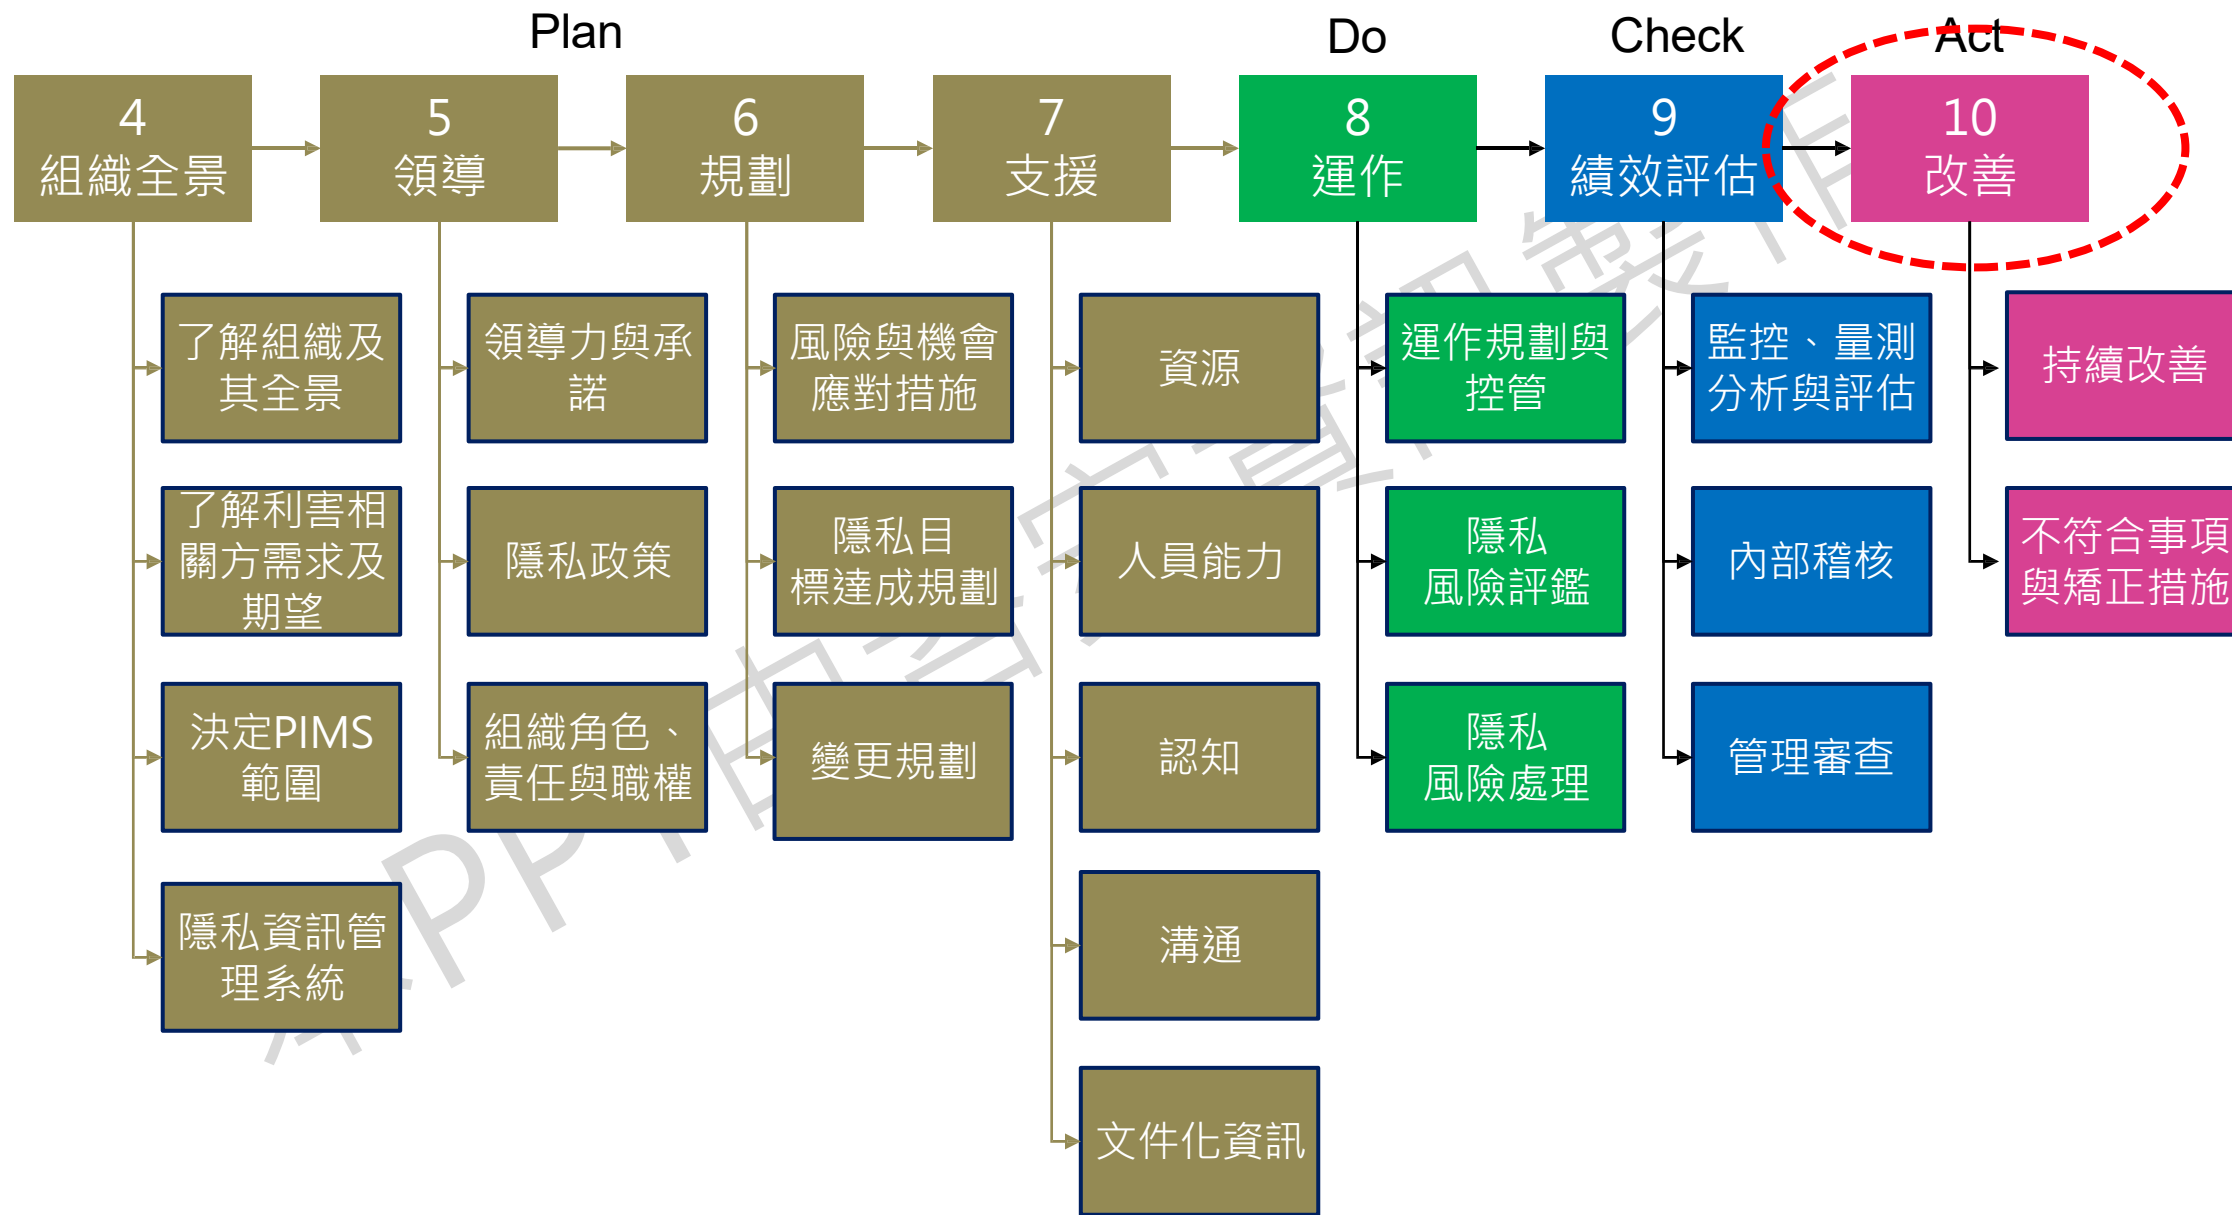 Plan
Do
Check
Act
4
組織全景
5
領導
6
規劃
7
支援
8
運作
9
績效評估
10
改善
了解組織及
其全景
了解利害相
關方需求及
期望
決定PIMS
範圍
隱私資訊管
理系統
領導力與承
諾
隱私政策
組織角色、
責任與職權
風險與機會
應對措施
隱私目
標達成規劃
變更規劃
資源
人員能力
認知
溝通
文件化資訊
運作規劃與
控管
隱私
風險評鑑
隱私
風險處理
監控、量測
分析與評估
內部稽核
管理審查
持續改善
不符合事項
與矯正措施